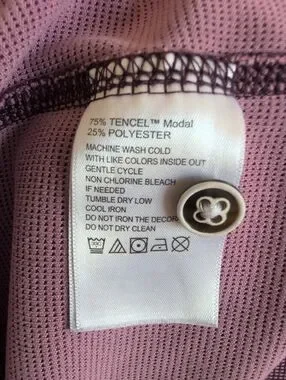 75% TENCEL™ Modal
25% POLYESTER
MACHINE WASH COLD
WITH LIKE COLORS INSIDE OUT
GENTLE CYCLE
NON CHLORINE BLEACH
IF NEEDED
TUMBLE DRY LOW
COOL IRON
DO NOT IRON THE DECOR
DO NOT DRY CLEAN